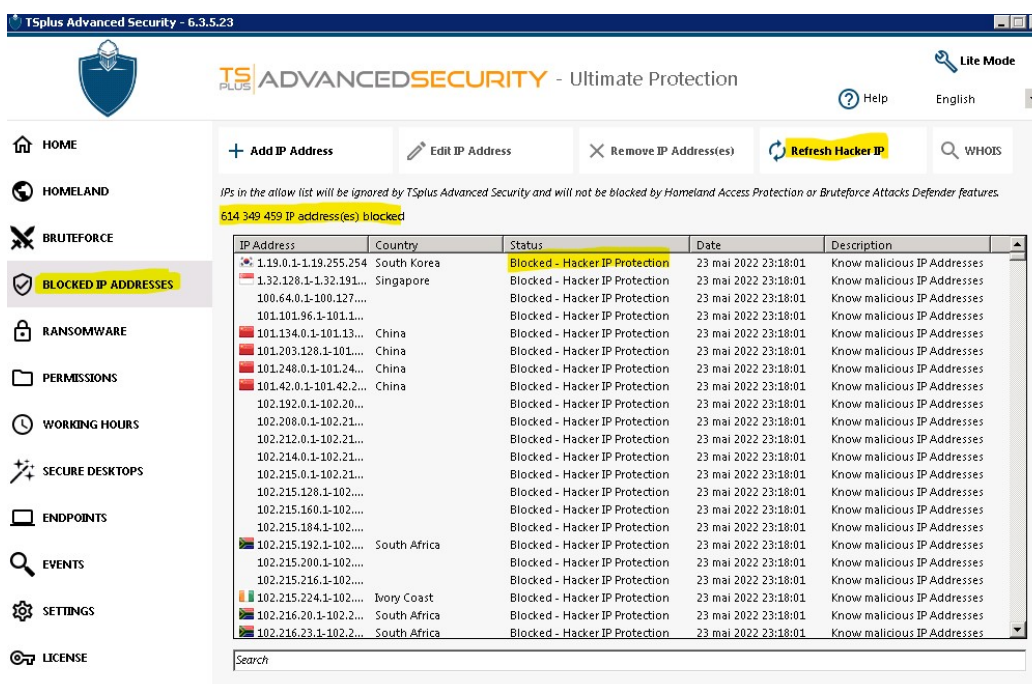 TSplus Advanced Security - 6.3.5.23
TS PLUS ADVANCEDSECURITY - Ultimate Protection
Lite Mode
Help
English
HOME
HOMELAND
BRUTEFORCE
BLOCKED IP ADDRESSES
RANSOMWARE
PERMISSIONS
WORKING HOURS
SECURE DESKTOPS
ENDPOINTS
EVENTS
SETTINGS
LICENSE
Add IP Address Edit IP Address Remove IP Address(es) Refresh Hacker IP WHOIS
IPs in the allow list will be ignored by TSplus Advanced Security and will not be blocked by Homeland Access Protection or Bruteforce Attacks Defender features.
614 349 459 IP address(es) blocked
IP Address Country Status Date Description
1.19.0.1-1.19.255.254 South Korea Blocked - Hacker IP Protection 23 mai 2022 23:18:01 Know malicious IP Addresses
1.32.128.1-1.32.191... Singapore Blocked - Hacker IP Protection 23 mai 2022 23:18:01 Know malicious IP Addresses
100.64.0.1-100.127.... Blocked - Hacker IP Protection 23 mai 2022 23:18:01 Know malicious IP Addresses
101.101.96.1-101.1... Blocked - Hacker IP Protection 23 mai 2022 23:18:01 Know malicious IP Addresses
101.134.0.1-101.13... China Blocked - Hacker IP Protection 23 mai 2022 23:18:01 Know malicious IP Addresses
101.203.128.1-101.... China Blocked - Hacker IP Protection 23 mai 2022 23:18:01 Know malicious IP Addresses
101.248.0.1-101.24... China Blocked - Hacker IP Protection 23 mai 2022 23:18:01 Know malicious IP Addresses
101.42.0.1-101.42.2... China Blocked - Hacker IP Protection 23 mai 2022 23:18:01 Know malicious IP Addresses
102.192.0.1-102.20... Blocked - Hacker IP Protection 23 mai 2022 23:18:01 Know malicious IP Addresses
102.208.0.1-102.21... Blocked - Hacker IP Protection 23 mai 2022 23:18:01 Know malicious IP Addresses
102.212.0.1-102.21... Blocked - Hacker IP Protection 23 mai 2022 23:18:01 Know malicious IP Addresses
102.214.0.1-102.21... Blocked - Hacker IP Protection 23 mai 2022 23:18:01 Know malicious IP Addresses
102.215.0.1-102.21... Blocked - Hacker IP Protection 23 mai 2022 23:18:01 Know malicious IP Addresses
102.215.128.1-102.... Blocked - Hacker IP Protection 23 mai 2022 23:18:01 Know malicious IP Addresses
102.215.160.1-102.... Blocked - Hacker IP Protection 23 mai 2022 23:18:01 Know malicious IP Addresses
102.215.184.1-102.... Blocked - Hacker IP Protection 23 mai 2022 23:18:01 Know malicious IP Addresses
102.215.192.1-102.... South Africa Blocked - Hacker IP Protection 23 mai 2022 23:18:01 Know malicious IP Addresses
102.215.200.1-102.... Blocked - Hacker IP Protection 23 mai 2022 23:18:01 Know malicious IP Addresses
102.215.216.1-102.... Blocked - Hacker IP Protection 23 mai 2022 23:18:01 Know malicious IP Addresses
102.215.224.1-102.... Ivory Coast Blocked - Hacker IP Protection 23 mai 2022 23:18:01 Know malicious IP Addresses
102.216.20.1-102.2... South Africa Blocked - Hacker IP Protection 23 mai 2022 23:18:01 Know malicious IP Addresses
102.216.23.1-102.2... South Africa Blocked - Hacker IP Protection 23 mai 2022 23:18:01 Know malicious IP Addresses
Search